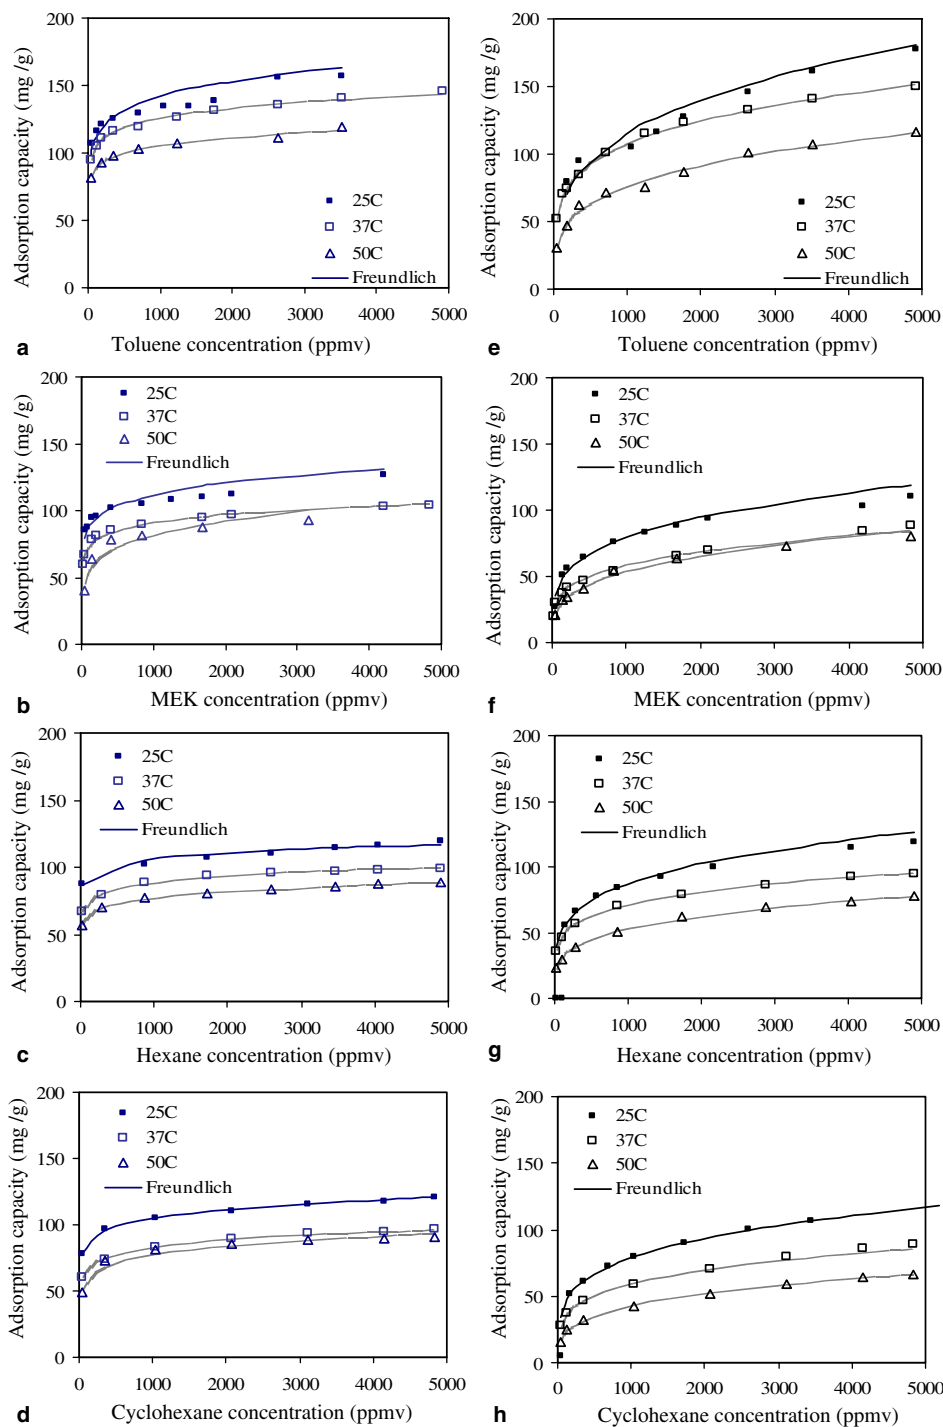 200
150
100
50
0
Adsorption capacity (mg /g)
25C
37C
50C
Freundlich
0 1000 2000 3000 4000 5000
a Toluene concentration (ppmv)
200
150
100
50
0
Adsorption capacity (mg /g)
25C
37C
50C
Freundlich
0 1000 2000 3000 4000 5000
e Toluene concentration (ppmv)
200
150
100
50
0
Adsorption capacity (mg /g)
25C
37C
50C
Freundlich
0 1000 2000 3000 4000 5000
b MEK concentration (ppmv)
200
150
100
50
0
Adsorption capacity (mg /g)
25C
37C
50C
Freundlich
0 1000 2000 3000 4000 5000
f MEK concentration (ppmv)
200
150
100
50
0
Adsorption capacity (mg /g)
25C
37C
50C
Freundlich
0 1000 2000 3000 4000 5000
c Hexane concentration (ppmv)
200
150
100
50
0
Adsorption capacity (mg /g)
25C
37C
50C
Freundlich
0 1000 2000 3000 4000 5000
g Hexane concentration (ppmv)
200
150
100
50
0
Adsorption capacity (mg /g)
25C
37C
50C
Freundlich
0 1000 2000 3000 4000 5000
d Cyclohexane concentration (ppmv)
200
150
100
50
0
Adsorption capacity (mg /g)
25C
37C
50C
Freundlich
0 1000 2000 3000 4000 5000
h Cyclohexane concentration (ppmv)